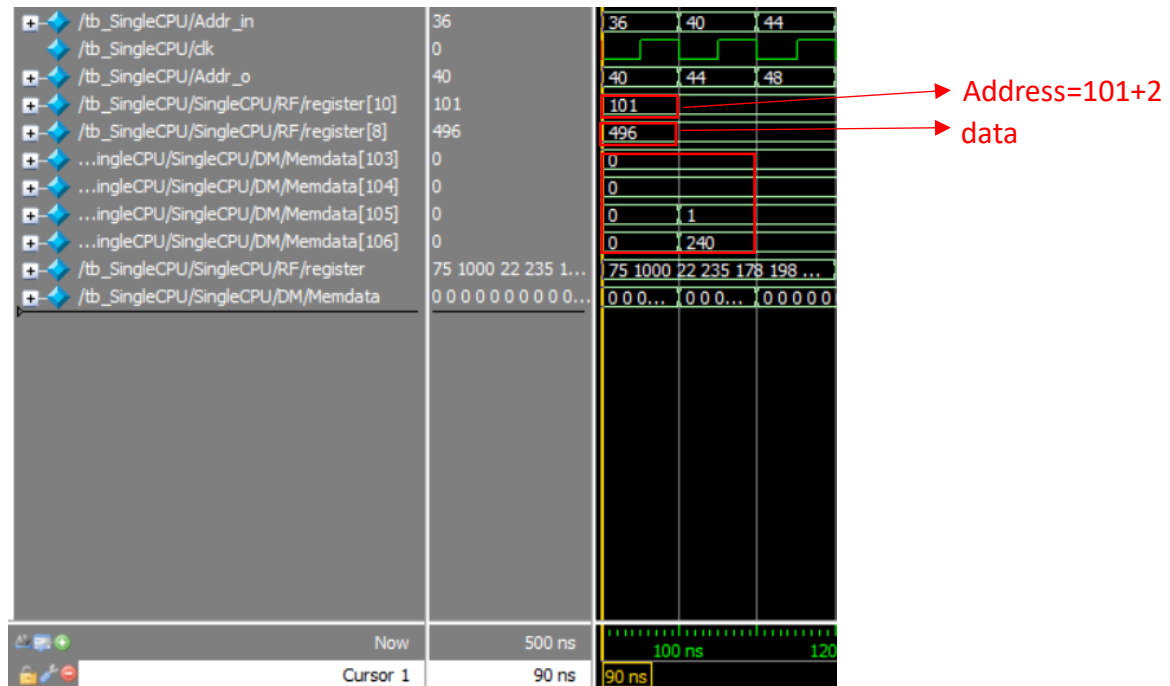 /tb_SingleCPU/Addr_in 36 36 40 44
/tb_SingleCPU/clk 0
/tb_SingleCPU/Addr_o 40 40 44 48
/tb_SingleCPU/SingleCPU/RF/register[10] 101 101 Address=101+2
/tb_SingleCPU/SingleCPU/RF/register[8] 496 496 data
...ingleCPU/SingleCPU/DM/Memdata[103] 0 0
...ingleCPU/SingleCPU/DM/Memdata[104] 0 0
...ingleCPU/SingleCPU/DM/Memdata[105] 0 0 1
...ingleCPU/SingleCPU/DM/Memdata[106] 0 0 240
/tb_SingleCPU/SingleCPU/RF/register 75 1000 22 235 1... 75 1000 22 235 178 198 ...
/tb_SingleCPU/SingleCPU/DM/Memdata 0 0 0 0 0 0 0 0 0 0... 0 0 0... 0 0 0... 0 0 0 0 0
Now 500 ns 100 ns 120
Cursor 1 90 ns 90 ns